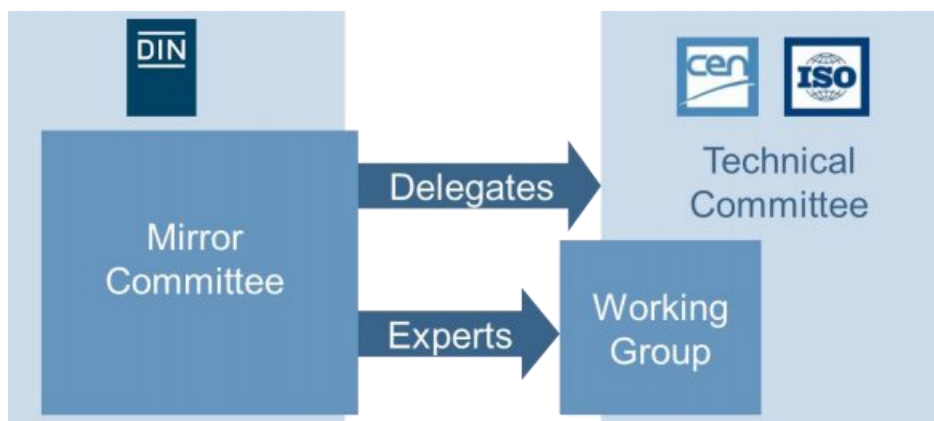 DIN
cen
ISO
Technical
Committee
Delegates
Mirror
Committee
Experts
Working
Group